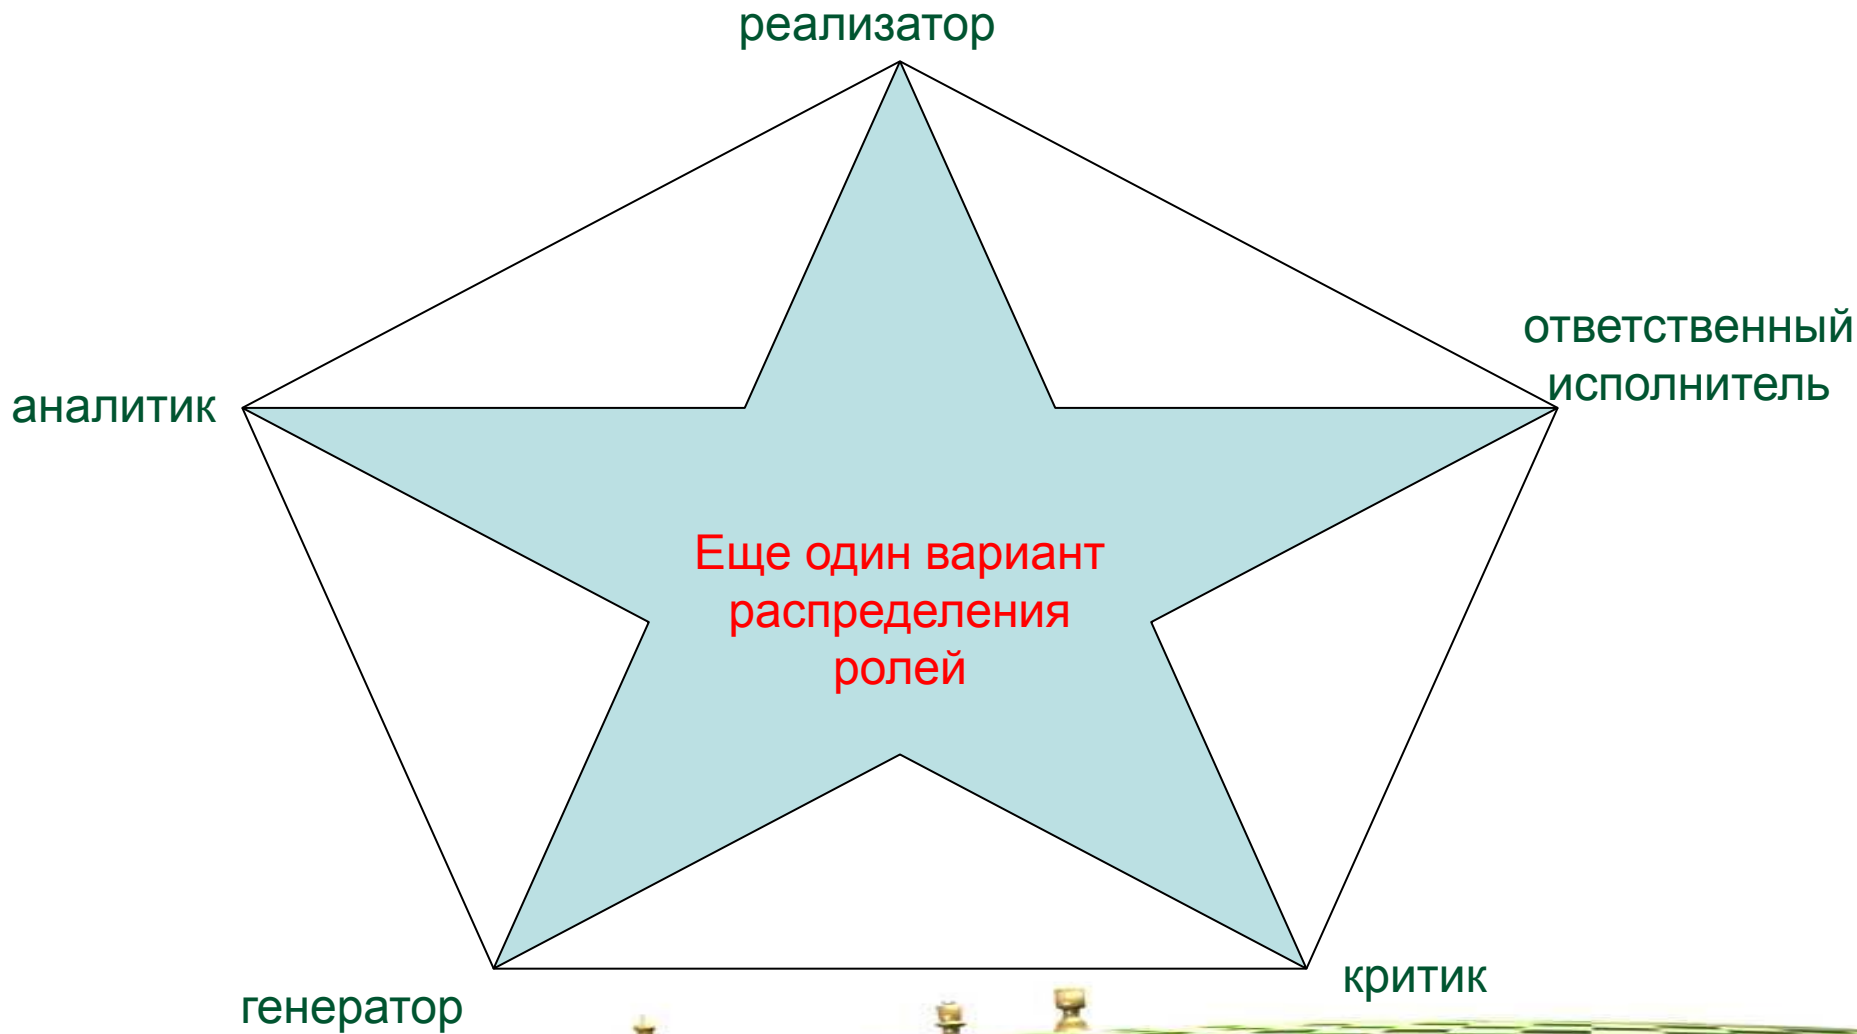 реализатор
ответственный
исполнитель
аналитик
Еще один вариант
распределения
ролей
критик
генератор